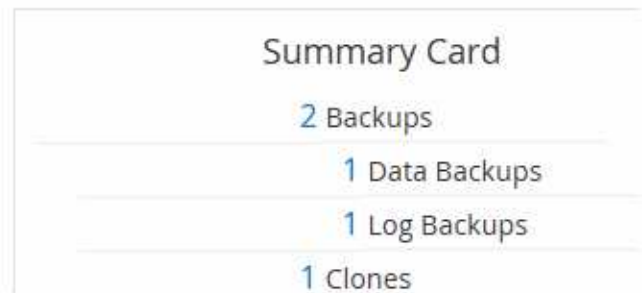 Summary Card
2 Backups
1 Data Backups
1 Log Backups
1 Clones